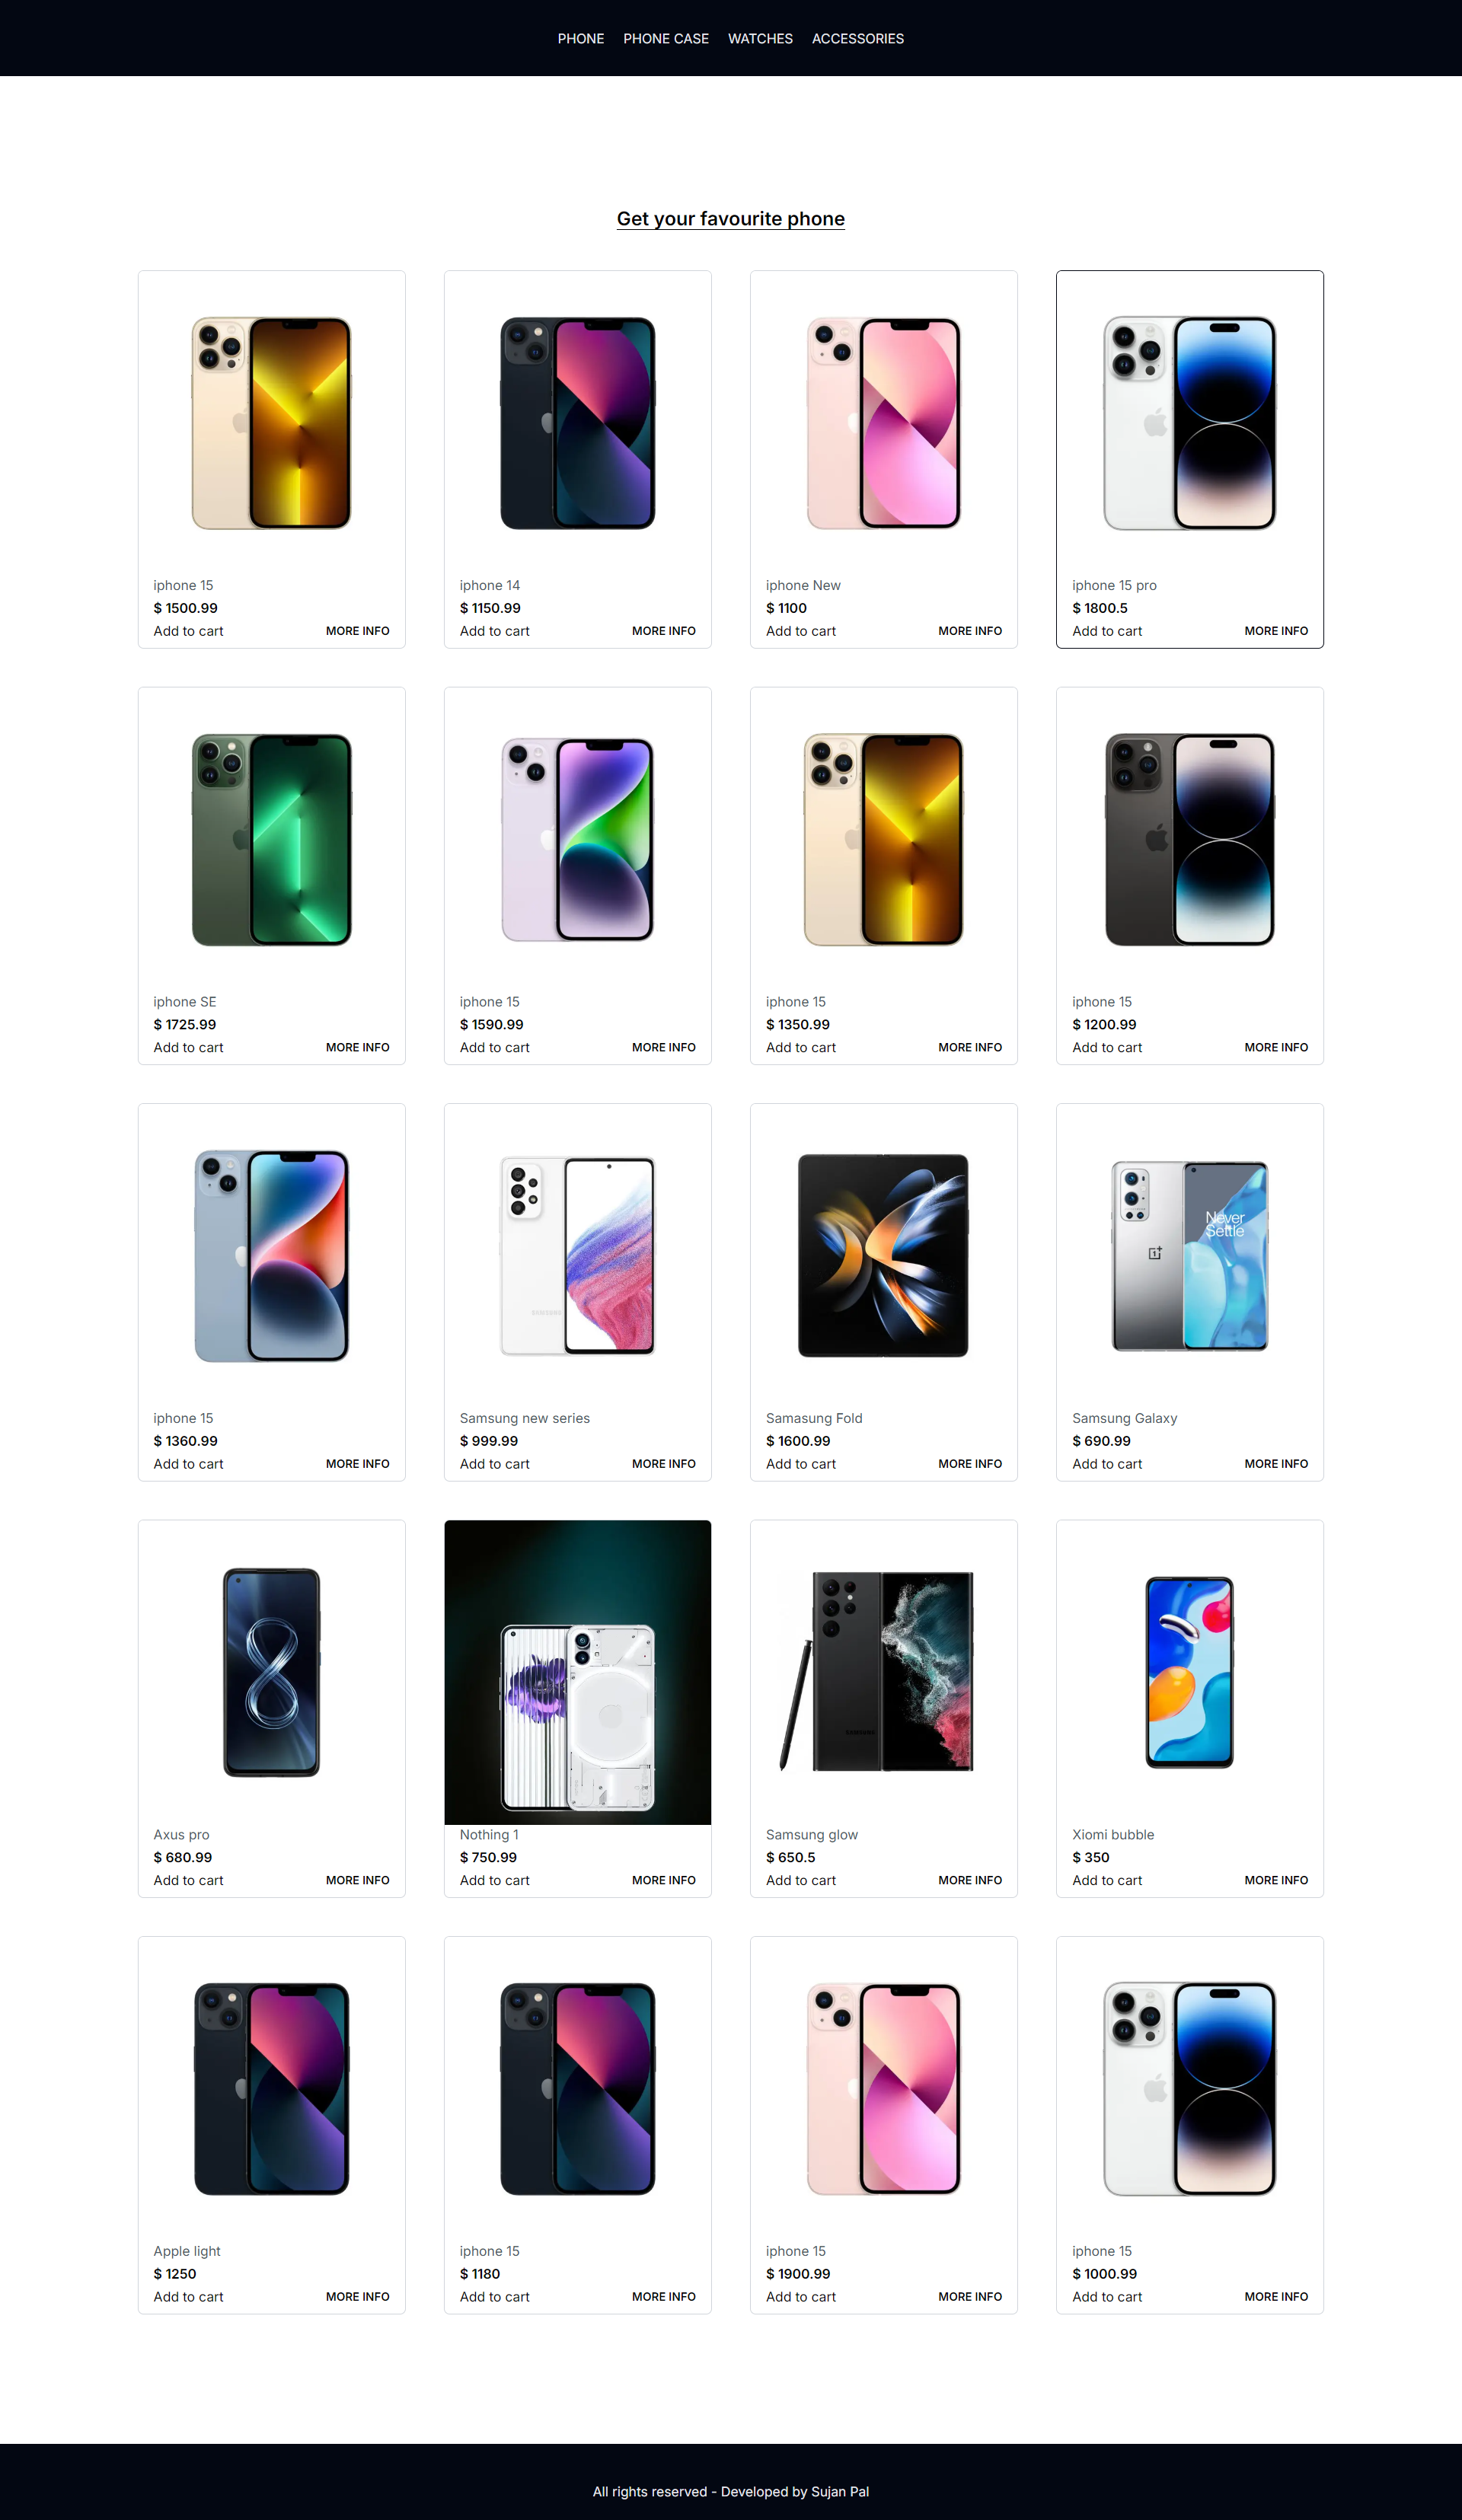 PHONE PHONE CASE WATCHES ACCESSORIES
Get your favourite phone
iphone 15
$ 1500.99
Add to cart MORE INFO
iphone 14
$ 1150.99
Add to cart MORE INFO
iphone New
$ 1100
Add to cart MORE INFO
iphone 15 pro
$ 1800.5
Add to cart MORE INFO
iphone SE
$ 1725.99
Add to cart MORE INFO
iphone 15
$ 1590.99
Add to cart MORE INFO
iphone 15
$ 1350.99
Add to cart MORE INFO
iphone 15
$ 1200.99
Add to cart MORE INFO
iphone 15
$ 1360.99
Add to cart MORE INFO
SAMSUNG
Samsung new series
$ 999.99
Add to cart MORE INFO
Samasung Fold
$ 1600.99
Add to cart MORE INFO
Never
Settle
Samsung Galaxy
$ 690.99
Add to cart MORE INFO
Axus pro
$ 680.99
Add to cart MORE INFO
Nothing 1
$ 750.99
Add to cart MORE INFO
SAMSUNG
Samsung glow
$ 650.5
Add to cart MORE INFO
Xiomi bubble
$ 350
Add to cart MORE INFO
Apple light
$ 1250
Add to cart MORE INFO
iphone 15
$ 1180
Add to cart MORE INFO
iphone 15
$ 1900.99
Add to cart MORE INFO
iphone 15
$ 1000.99
Add to cart MORE INFO
All rights reserved - Developed by Sujan Pal